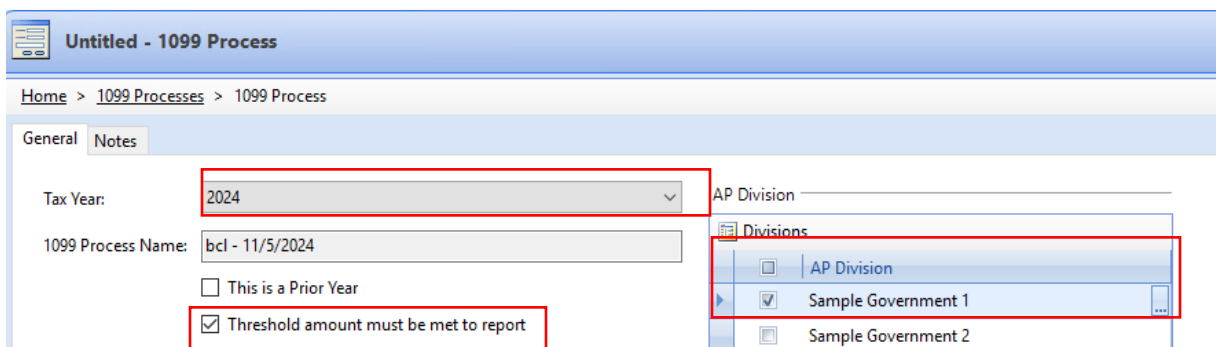 Untitled - 1099 Process
Home > 1099 Processes > 1099 Process
General Notes
Tax Year: 2024
AP Division
1099 Process Name: bcl - 11/5/2024
Divisions
AP Division
This is a Prior Year
Sample Government 1 ...
Threshold amount must be met to report
Sample Government 2